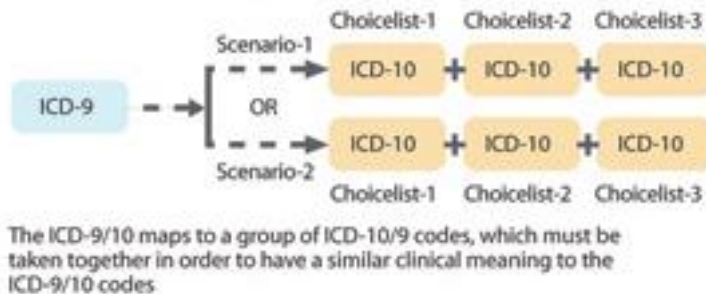 Choicelist-1 Choicelist-2 Choicelist-3
Scenario-1
ICD-10 + ICD-10 + ICD-10
ICD-9
OR
ICD-10 + ICD-10 + ICD-10
Scenario-2
Choicelist-1 Choicelist-2 Choicelist-3
The ICD-9/10 maps to a group of ICD-10/9 codes, which must be
taken together in order to have a similar clinical meaning to the
ICD-9/10 codes